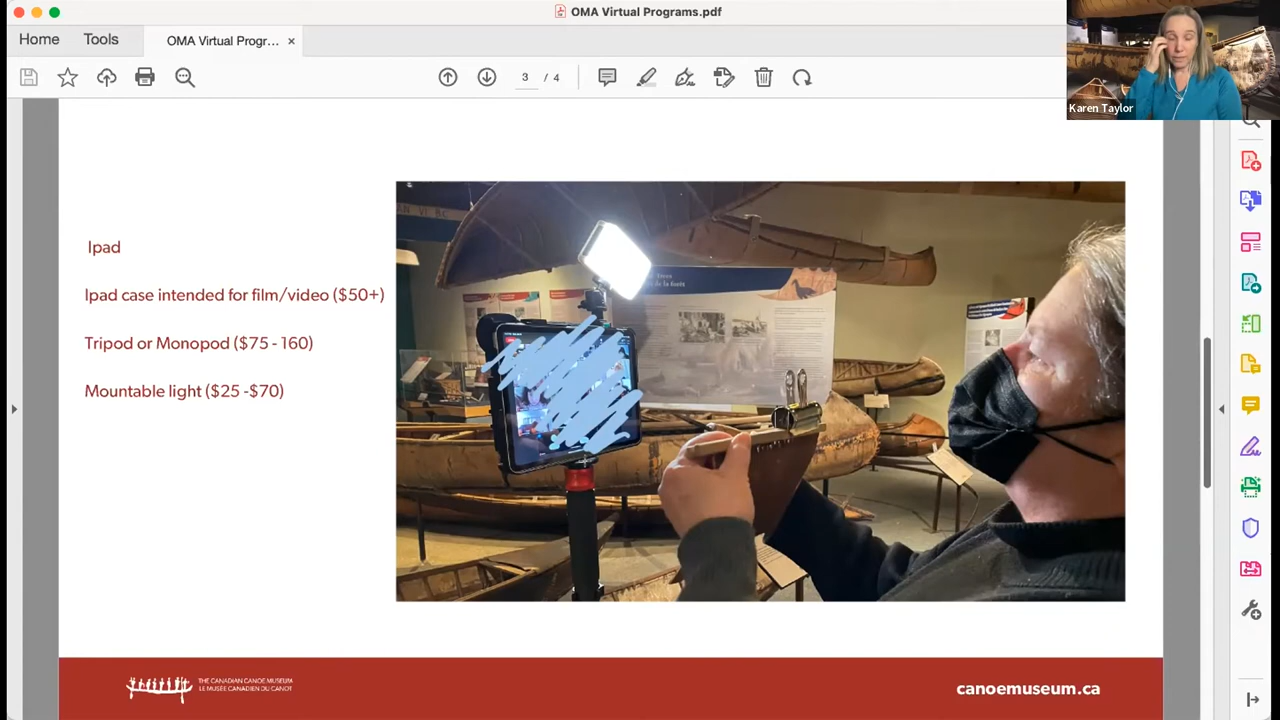 OMA Virtual Programs.pdf
Home
Tools
OMA Virtual Progr...
3 / 4
Karen Taylor
Ipad
Ipad case intended for film/video ($50+)
Tripod or Monopod ($75 - 160)
Mountable light ($25 -$70)
THE CANADIAN CANOE MUSEUM
LE MUSÉE CANADIEN DU CANOT
canoemuseum.ca